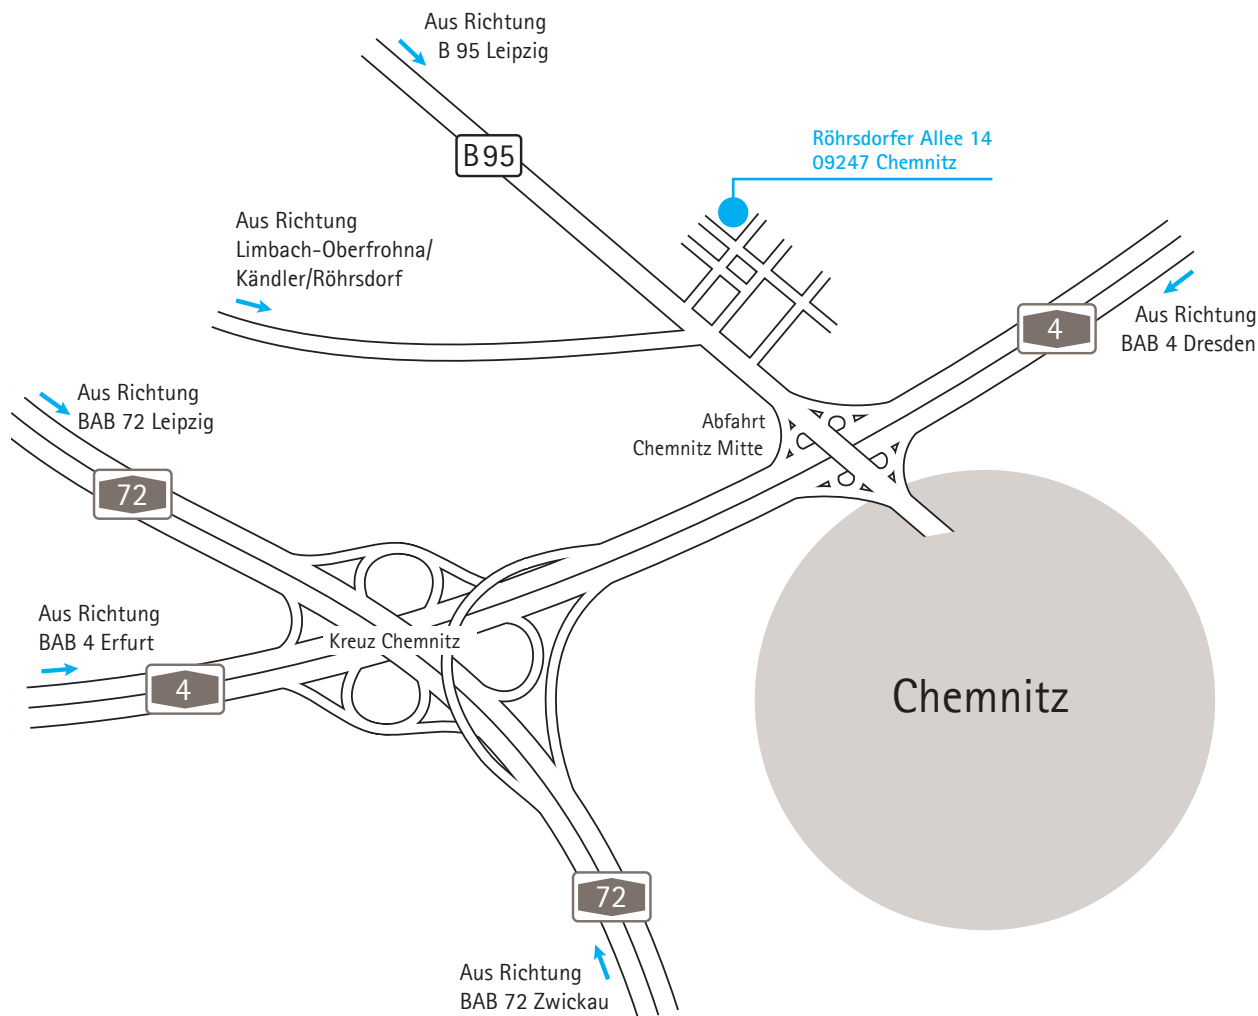 Aus Richtung
B 95 Leipzig
B 95
Röhrsdorfer Allee 14
09247 Chemnitz
Aus Richtung
Limbach-Oberfrohna/
Kändler/Röhrsdorf
4
Aus Richtung
BAB 4 Dresden
Aus Richtung
BAB 72 Leipzig
Abfahrt
Chemnitz Mitte
72
Aus Richtung
BAB 4 Erfurt
Kreuz Chemnitz
4
Chemnitz
72
Aus Richtung
BAB 72 Zwickau